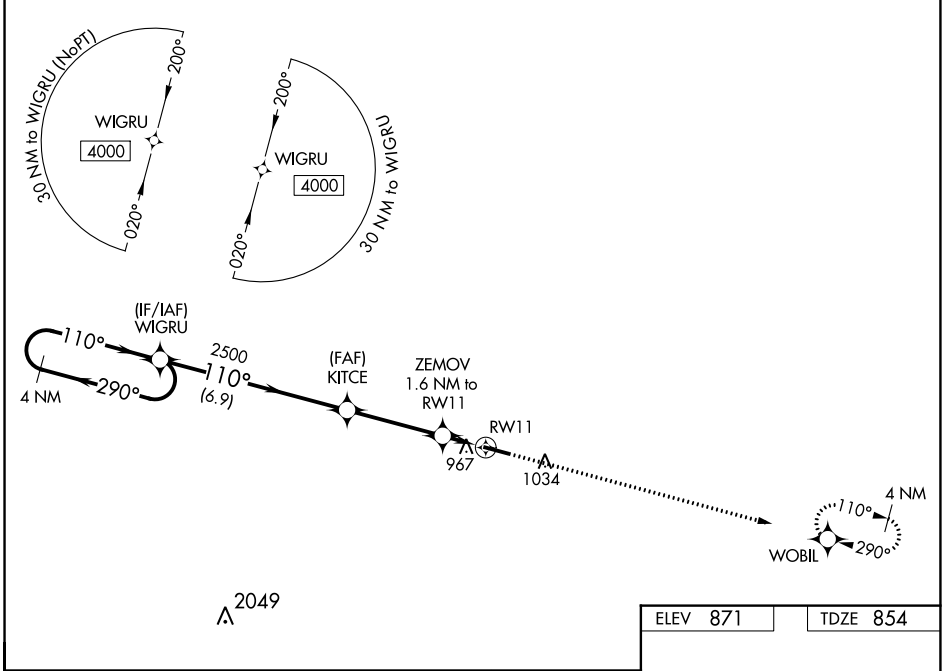 30 NM to WIGRU (NoPT)
200°
WIGRU
4000
020°
200°
WIGRU
4000
020°
30 NM to WIGRU
(IF/IAF)
WIGRU
110°
290°
4 NM
2500
110°
(6.9)
(FAF)
KITCE
ZEMOV
1.6 NM to
RW11
RW11
967
1034
4 NM
110°
290°
WOBIL
2049
ELEV 871
TDZE 854